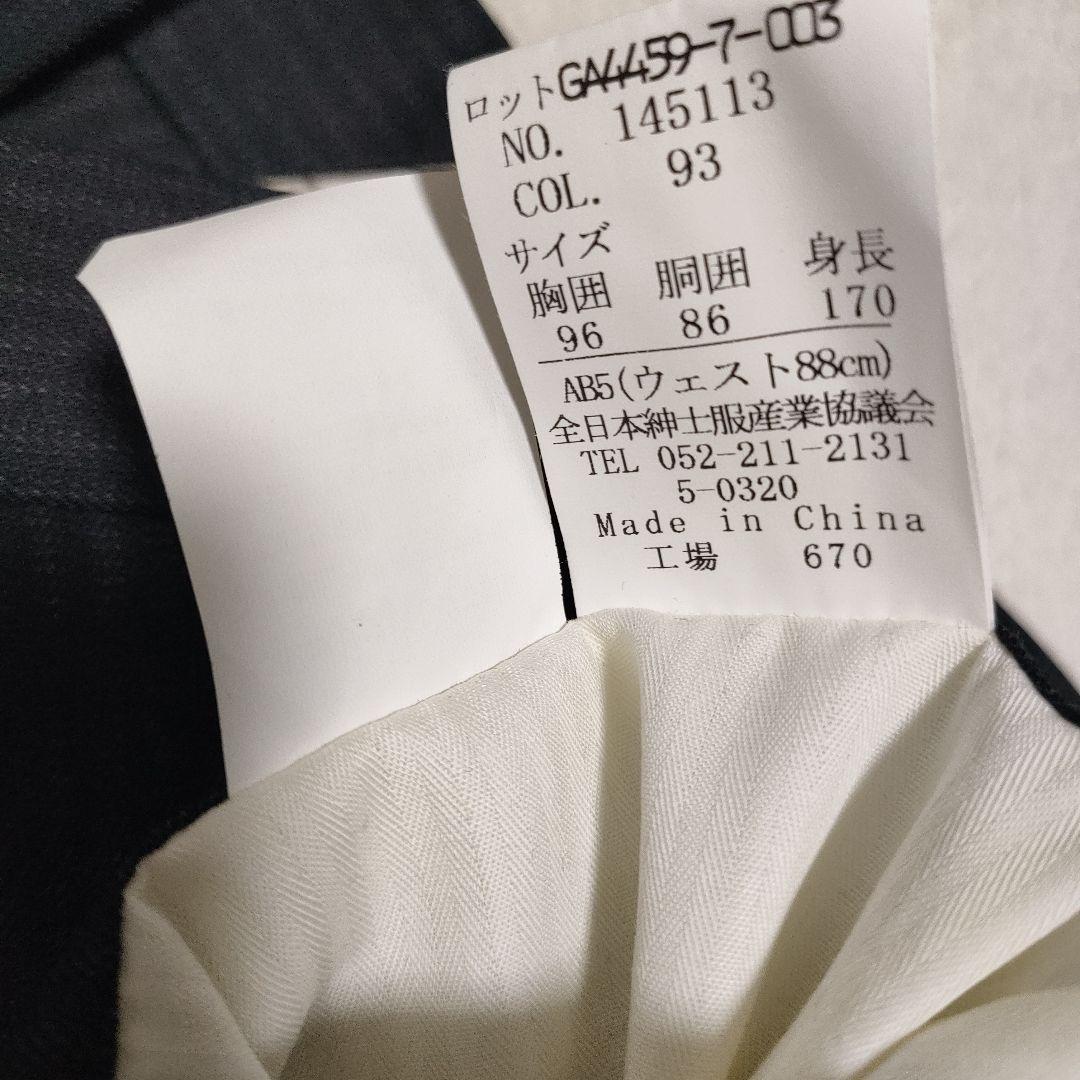 ロットGA4459-7-003
NO. 145113
COL. 93
サイズ
胸囲 胴囲 身長
96 86 170
AB5(ウェスト88cm)
全日本紳士服産業協議会
TEL 052-211-2131
5-0320
Made in China
工場 670